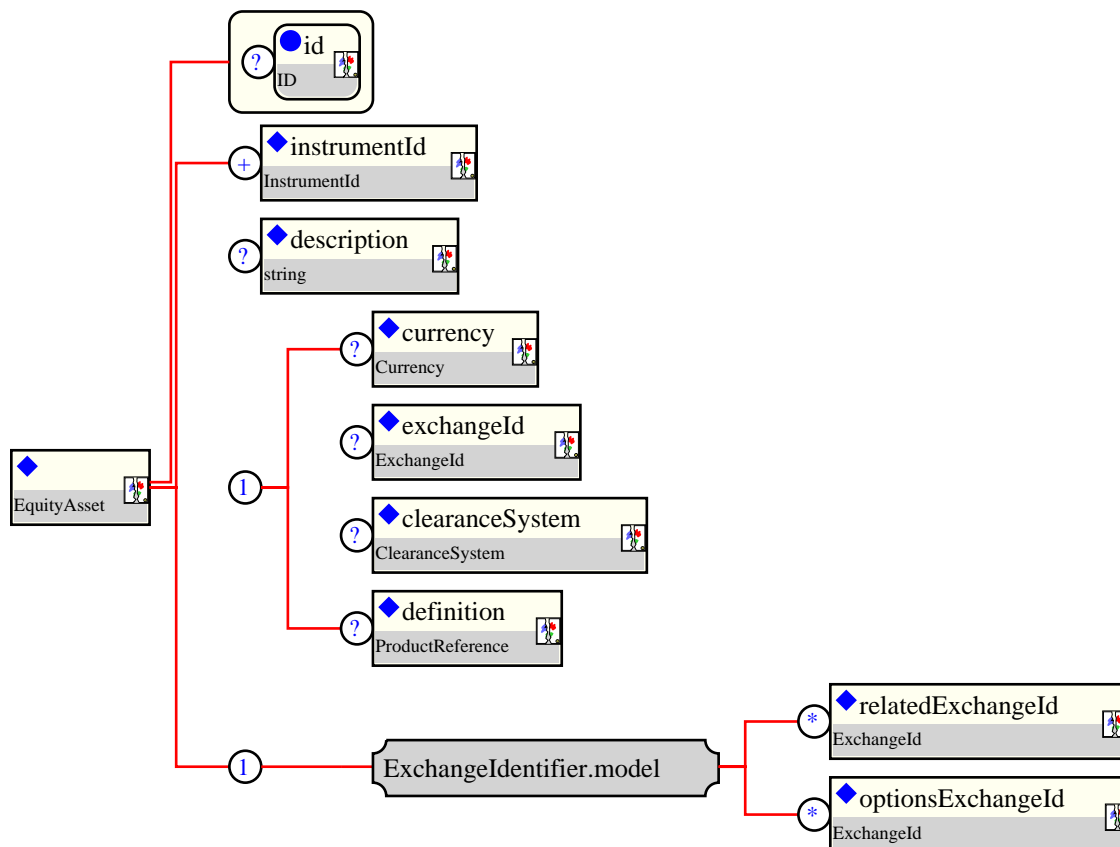 ? id
ID
+ instrumentId
InstrumentId
? description
string
? currency
Currency
? exchangeId
ExchangeId
EquityAsset
1
? clearanceSystem
ClearanceSystem
? definition
ProductReference
* relatedExchangeId
ExchangeId
1 ExchangeIdentifier.model
* optionsExchangeId
ExchangeId